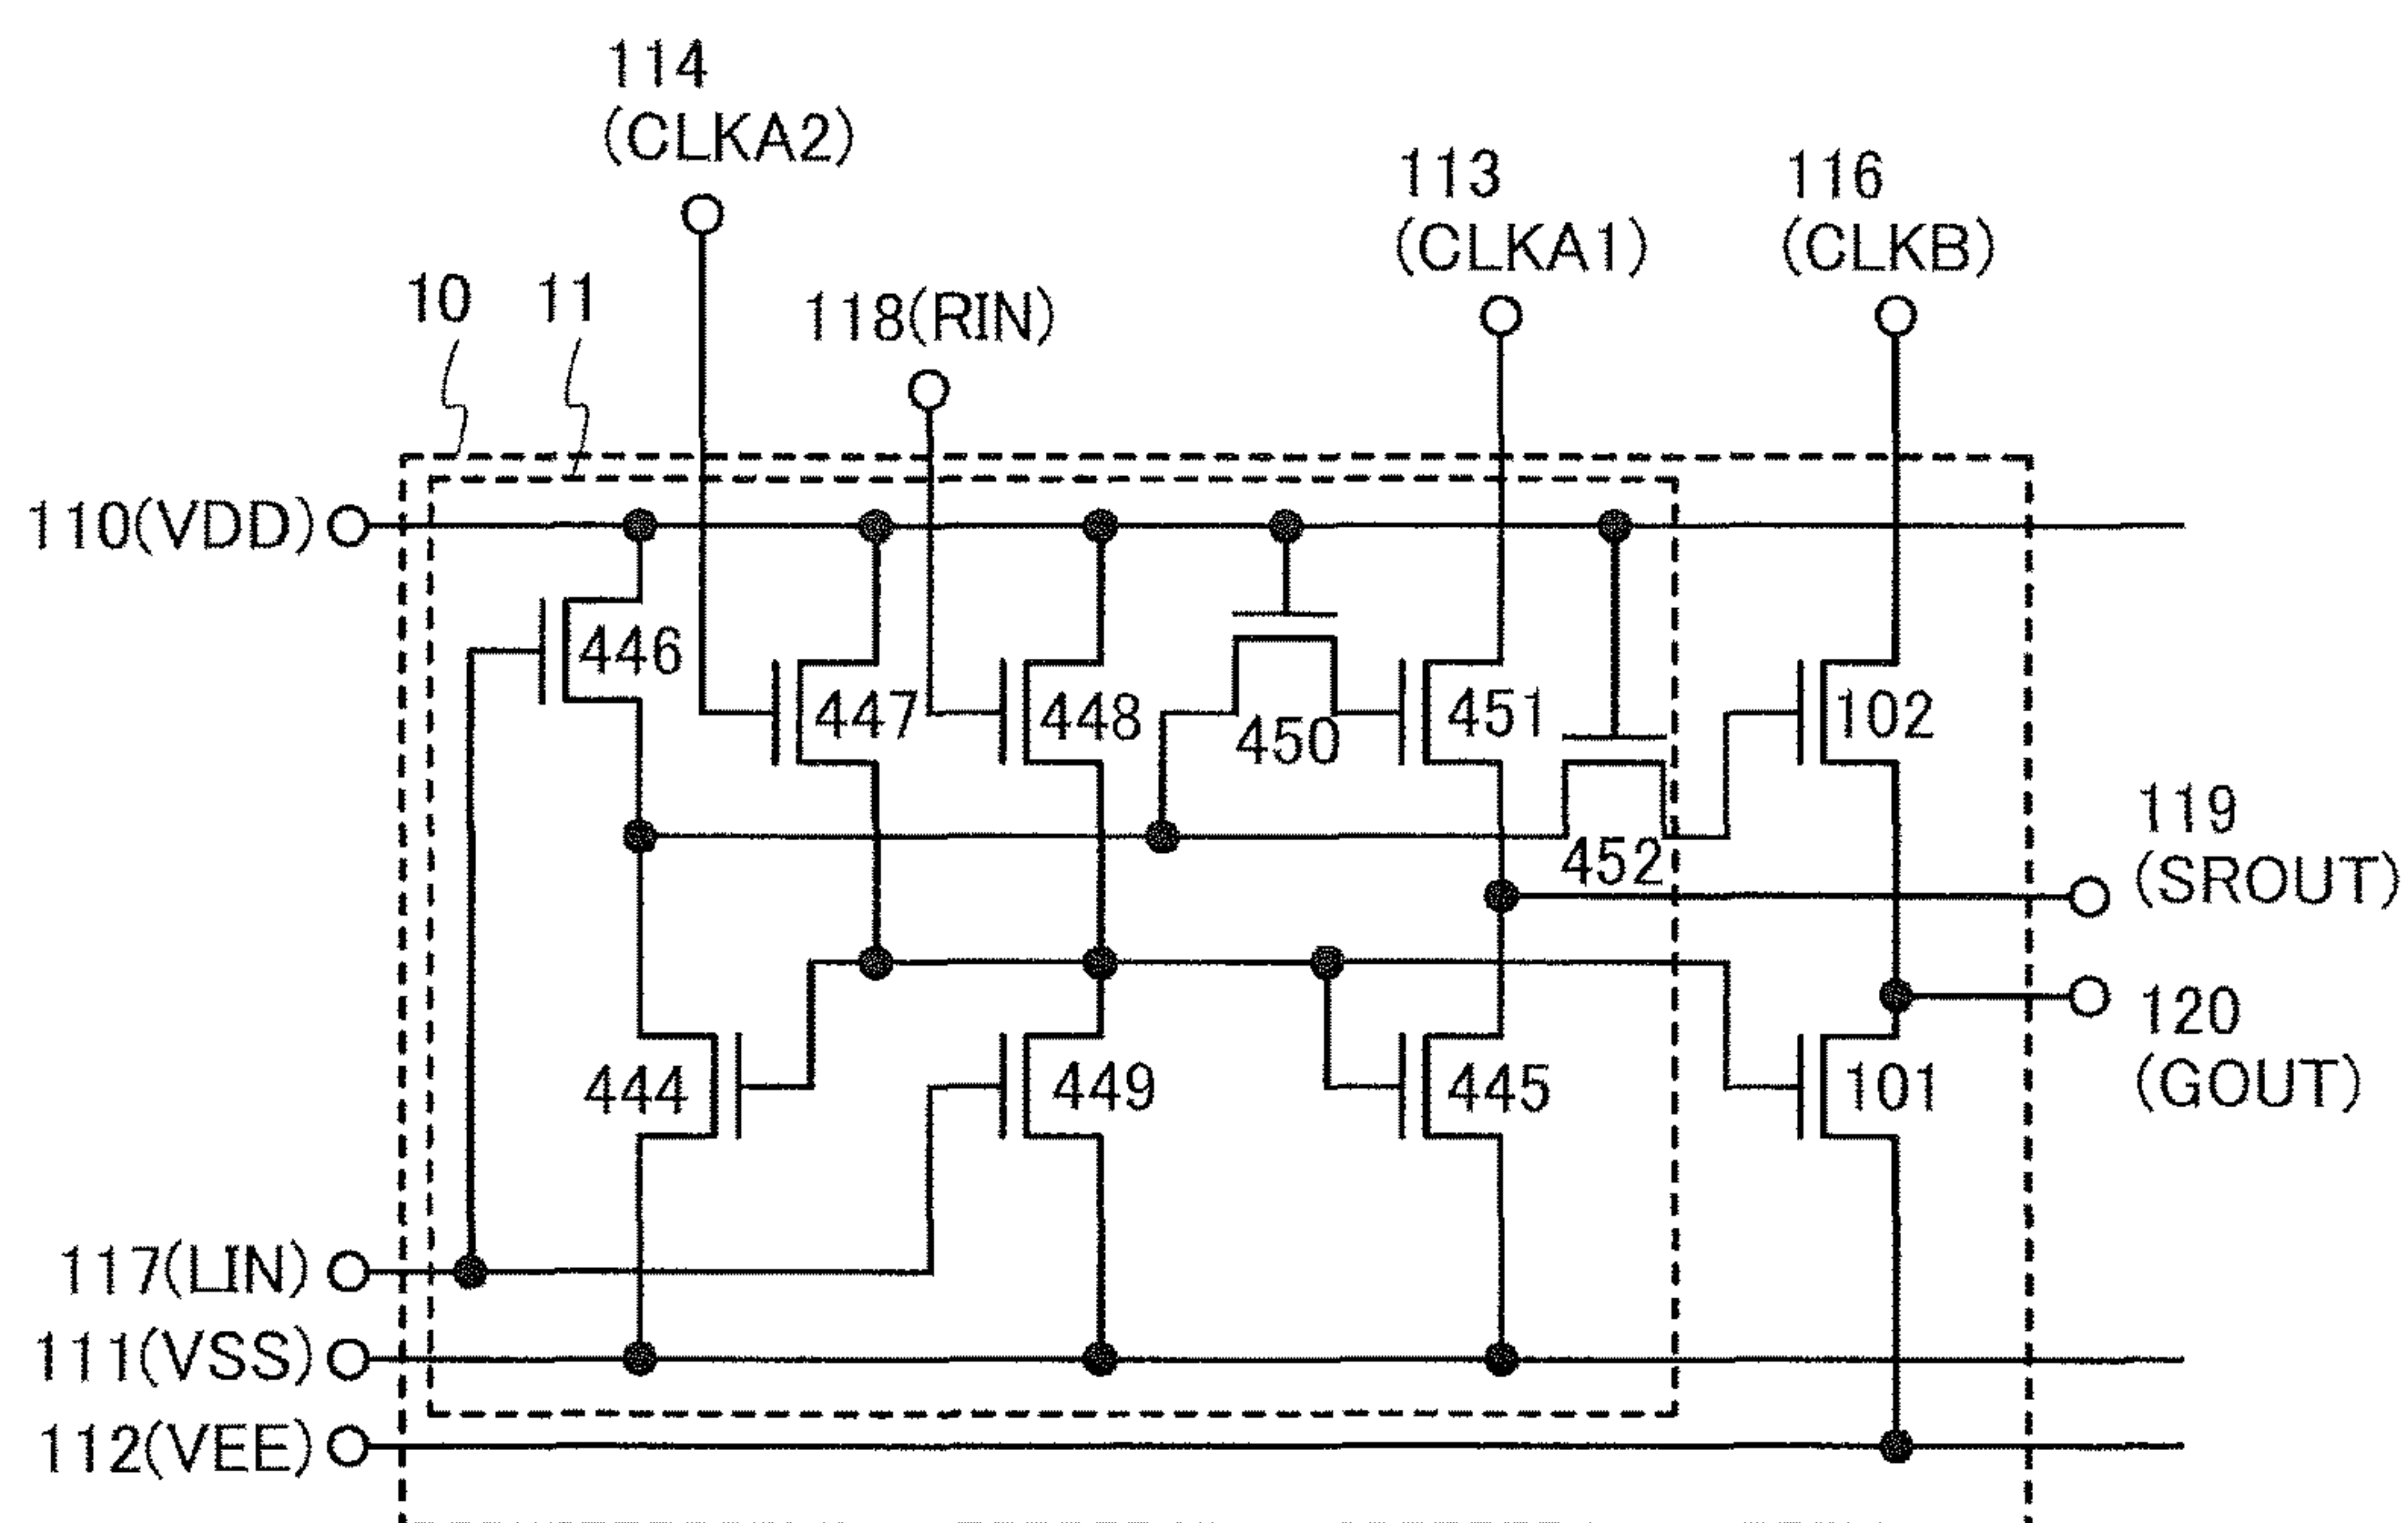 114
(CLKA2)
113
(CLKA1)
116
(CLKB)
10
11
118(RIN)
110(VDD)
446
447
448
450
451
102
452
119
(SROUT)
120
(GOUT)
444
449
445
101
117(LIN)
111(VSS)
112(VEE)